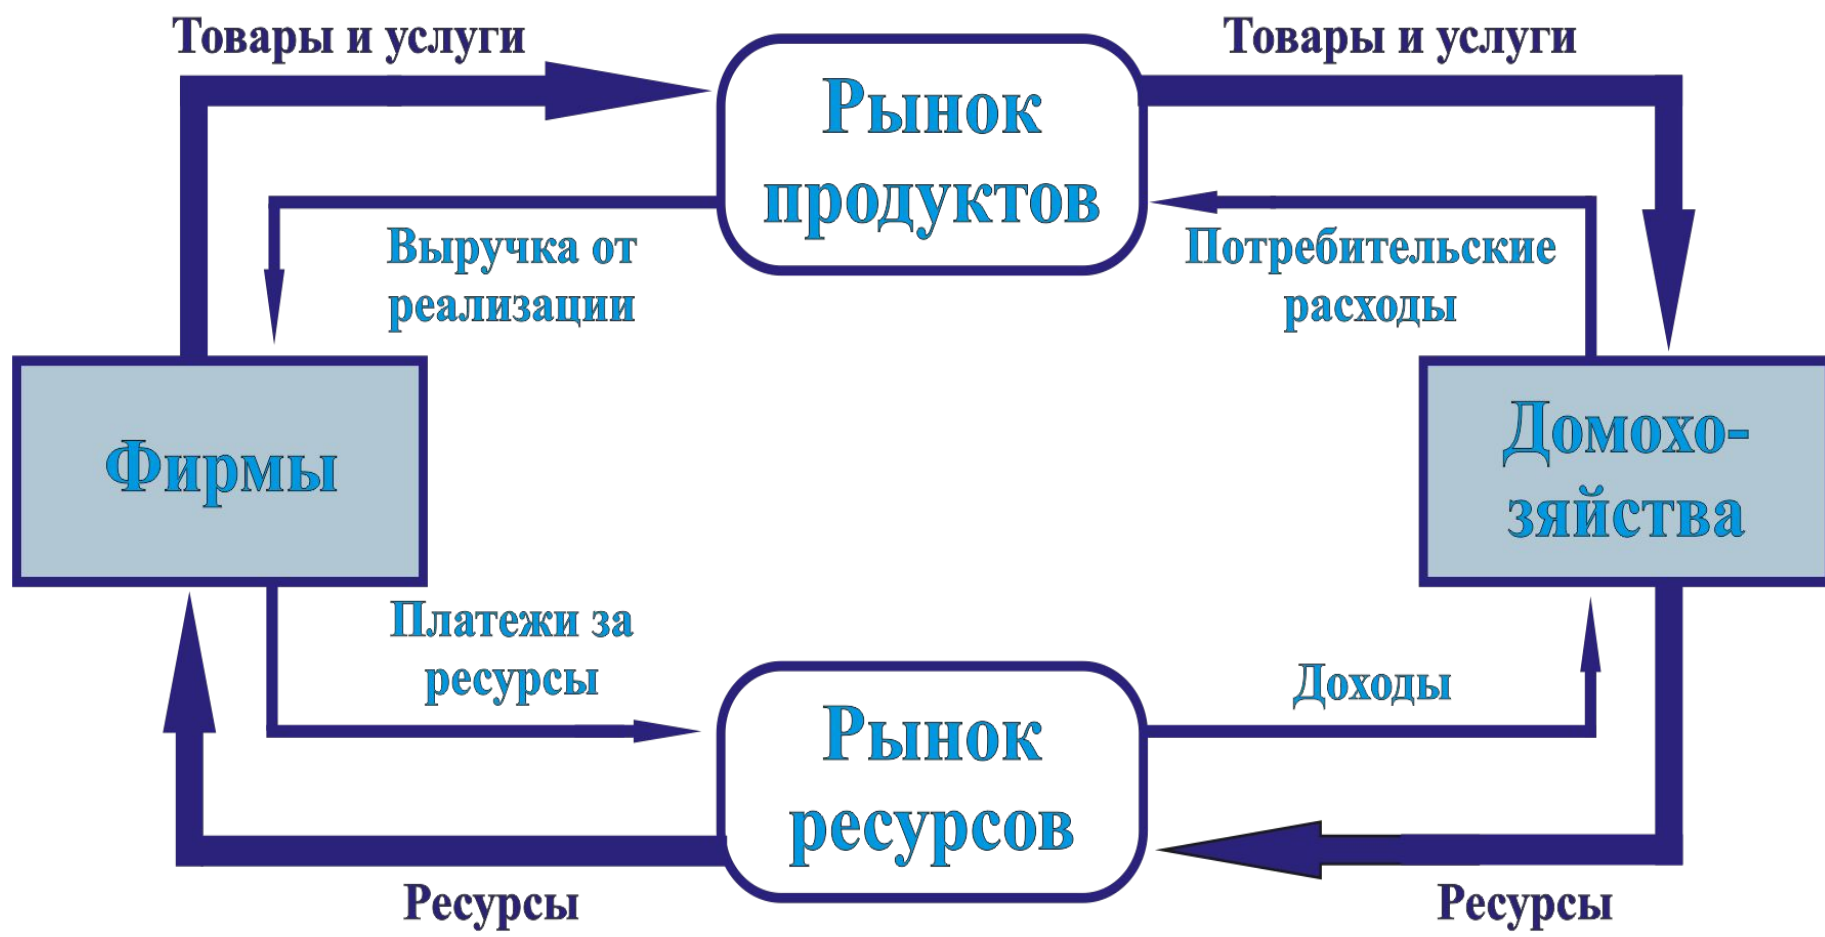 Товары и услуги
Товары и услуги
Рынок
продуктов
Выручка от
реализации
Потребительские
расходы
Фирмы
Домохо-
зяйства
Платежи за
ресурсы
Доходы
Рынок
ресурсов
Ресурсы
Ресурсы